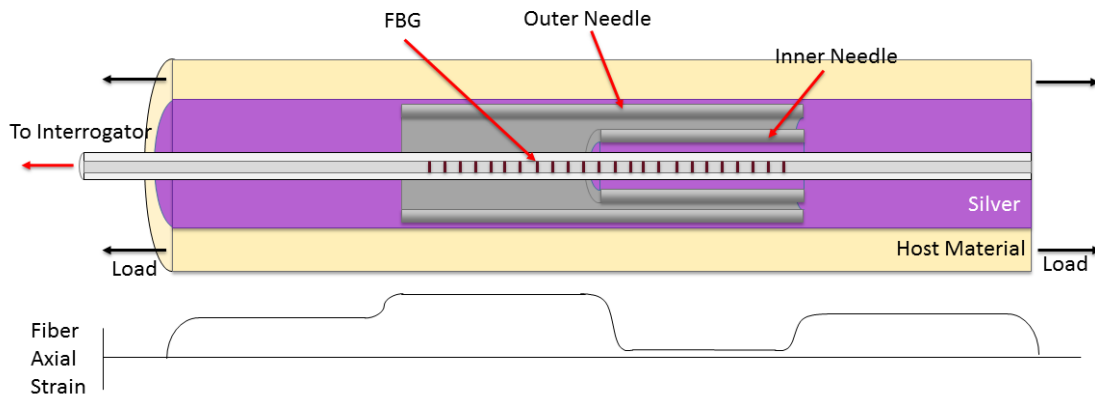 FBG
Outer Needle
Inner Needle
To Interrogator
Silver
Host Material
Load
Load
Fiber
Axial
Strain